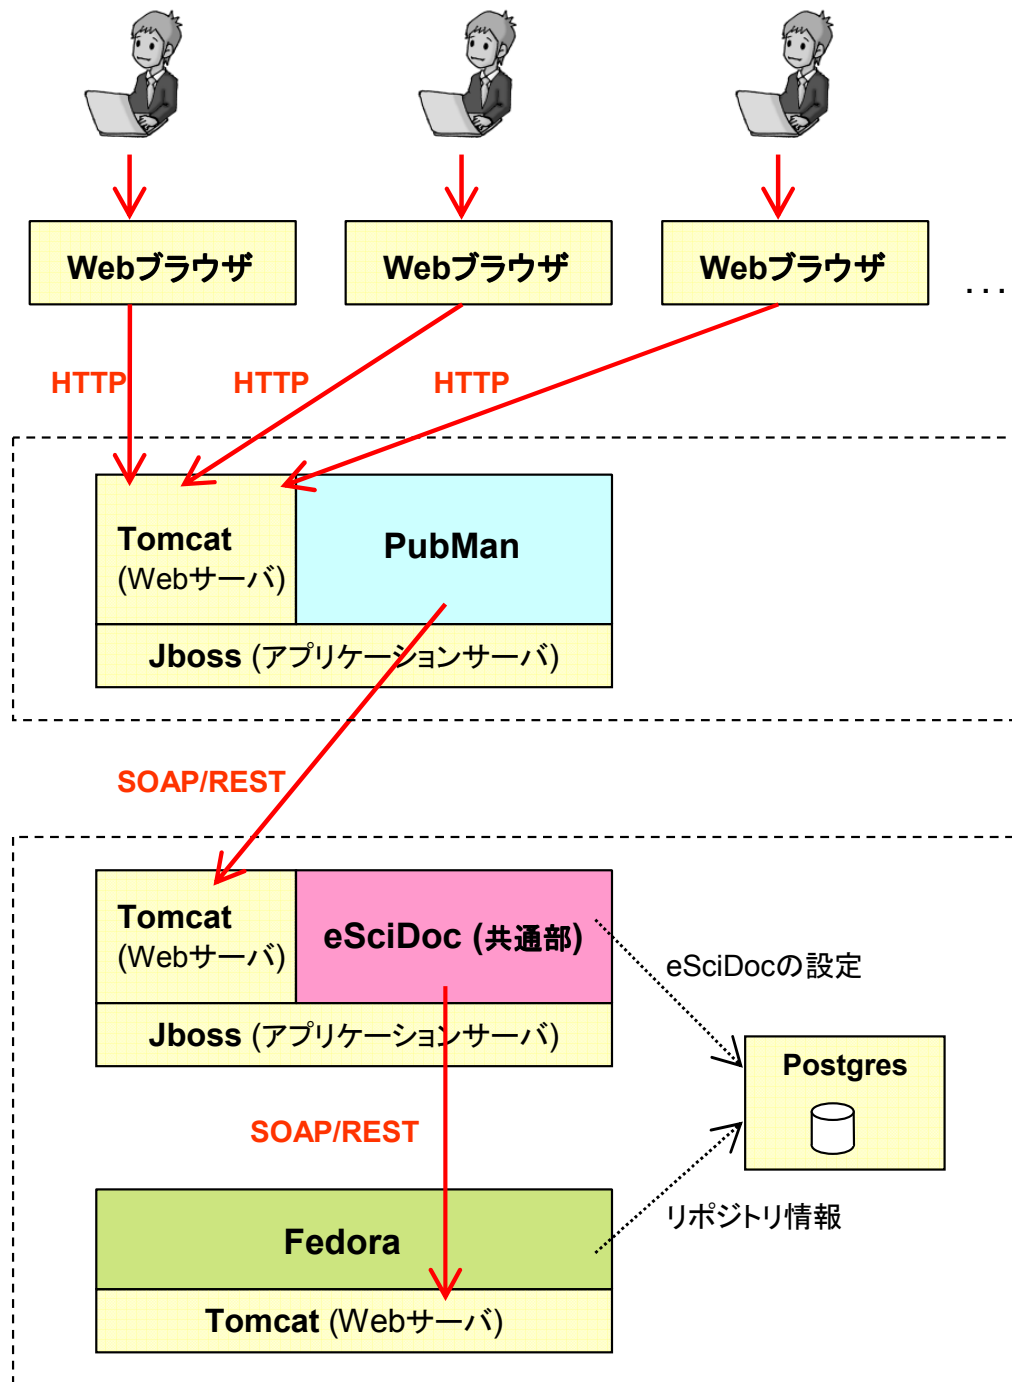 Webブラウザ
Webブラウザ
Webブラウザ
...
HTTP
HTTP
HTTP
Tomcat
(Webサーバ)
PubMan
Jboss (アプリケーションサーバ)
SOAP/REST
Tomcat
(Webサーバ)
eSciDoc (共通部)
eSciDocの設定
Jboss (アプリケーションサーバ)
Postgres
SOAP/REST
リポジトリ情報
Fedora
Tomcat (Webサーバ)